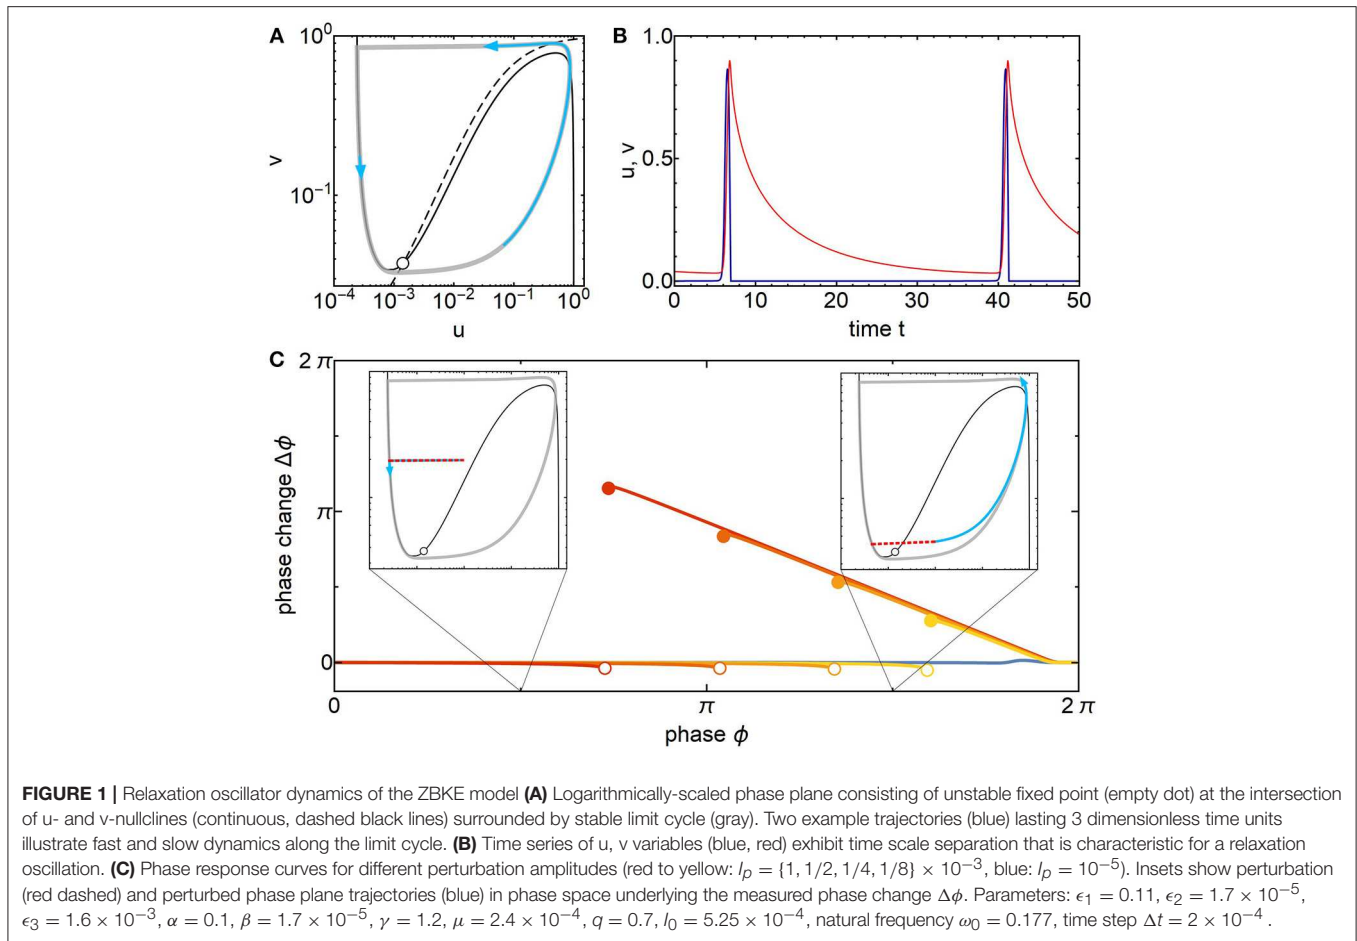 A
10⁰
v
10⁻¹
10⁻⁴ 10⁻³ 10⁻² 10⁻¹ 10⁰
u
B
1.0
u, v
0.5
0.0
0 10 20 30 40 50
time t
C
2 π
phase change Δϕ
π
0
0 π 2 π
phase ϕ
FIGURE 1 | Relaxation oscillator dynamics of the ZBKE model (A) Logarithmically-scaled phase plane consisting of unstable fixed point (empty dot) at the intersection
of u- and v-nullclines (continuous, dashed black lines) surrounded by stable limit cycle (gray). Two example trajectories (blue) lasting 3 dimensionless time units
illustrate fast and slow dynamics along the limit cycle. (B) Time series of u, v variables (blue, red) exhibit time scale separation that is characteristic for a relaxation
oscillation. (C) Phase response curves for different perturbation amplitudes (red to yellow: Iₚ = {1, 1/2, 1/4, 1/8} × 10⁻³, blue: Iₚ = 10⁻⁵). Insets show perturbation
(red dashed) and perturbed phase plane trajectories (blue) in phase space underlying the measured phase change Δϕ. Parameters: ϵ₁ = 0.11, ϵ₂ = 1.7 × 10⁻⁵,
ϵ₃ = 1.6 × 10⁻³, α = 0.1, β = 1.7 × 10⁻⁵, γ = 1.2, μ = 2.4 × 10⁻⁴, q = 0.7, I₀ = 5.25 × 10⁻⁴, natural frequency ω₀ = 0.177, time step Δt = 2 × 10⁻⁴ .